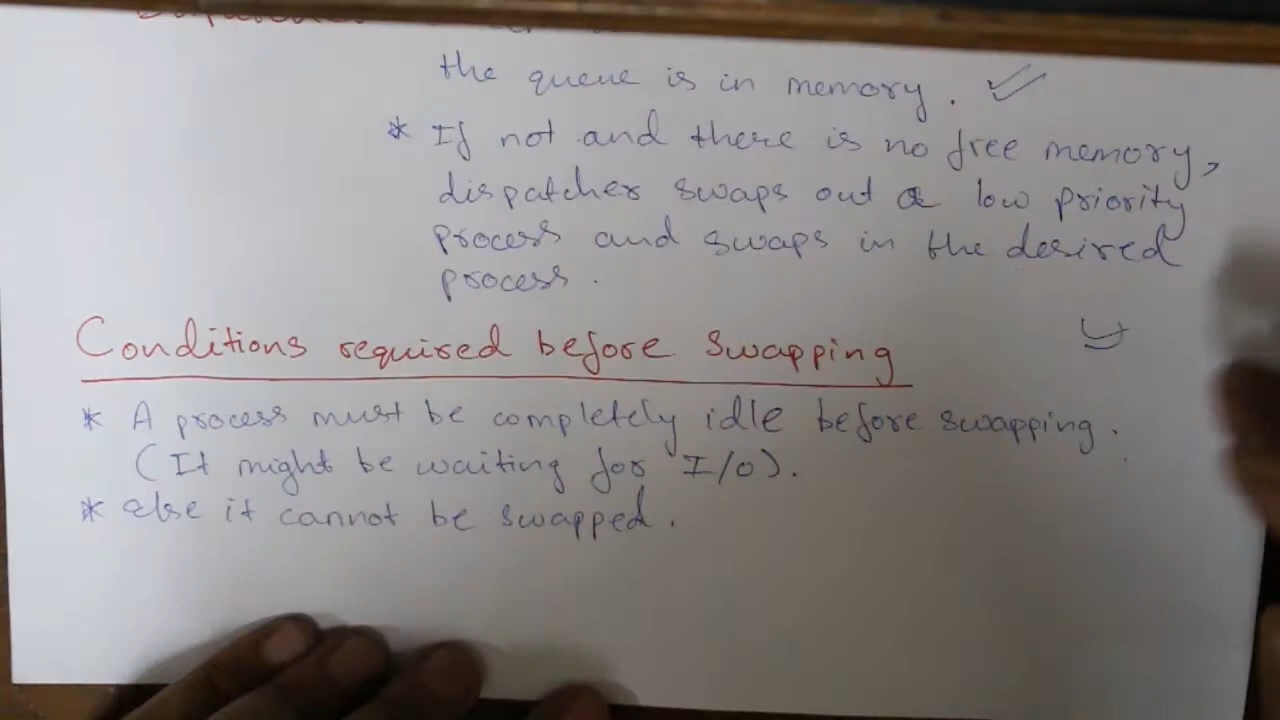 the queue is in memory.
* If not and there is no free memory,
dispatcher swaps out a low priority
process and swaps in the desired
process.
Conditions required before swapping
* A process must be completely idle before swapping.
(It might be waiting for I/O).
* else it cannot be swapped.